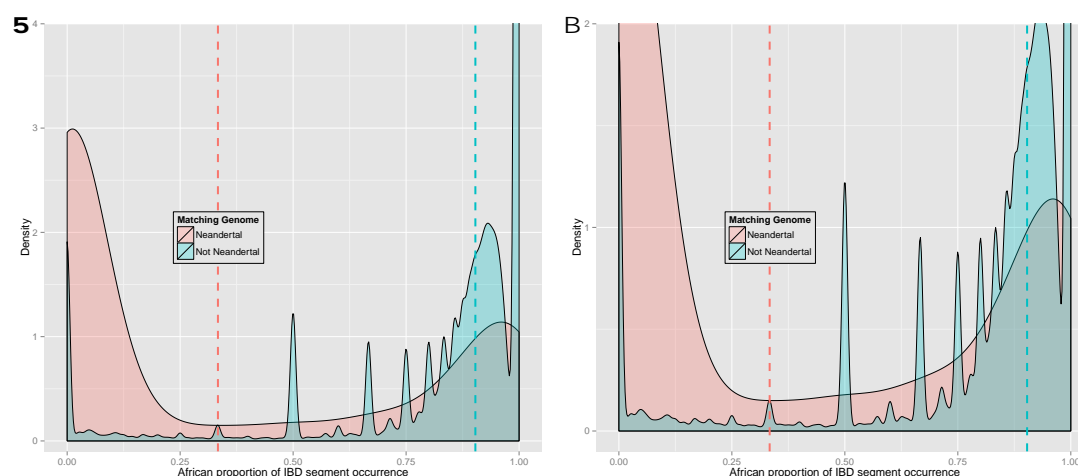 5
4
3
2
1
0
Density
Matching Genome
Neandertal
Not Neandertal
0.00 0.25 0.50 0.75 1.00
African proportion of IBD segment occurrence
B
2
1
0
Density
Matching Genome
Neandertal
Not Neandertal
0.00 0.25 0.50 0.75 1.00
African proportion of IBD segment occurrence